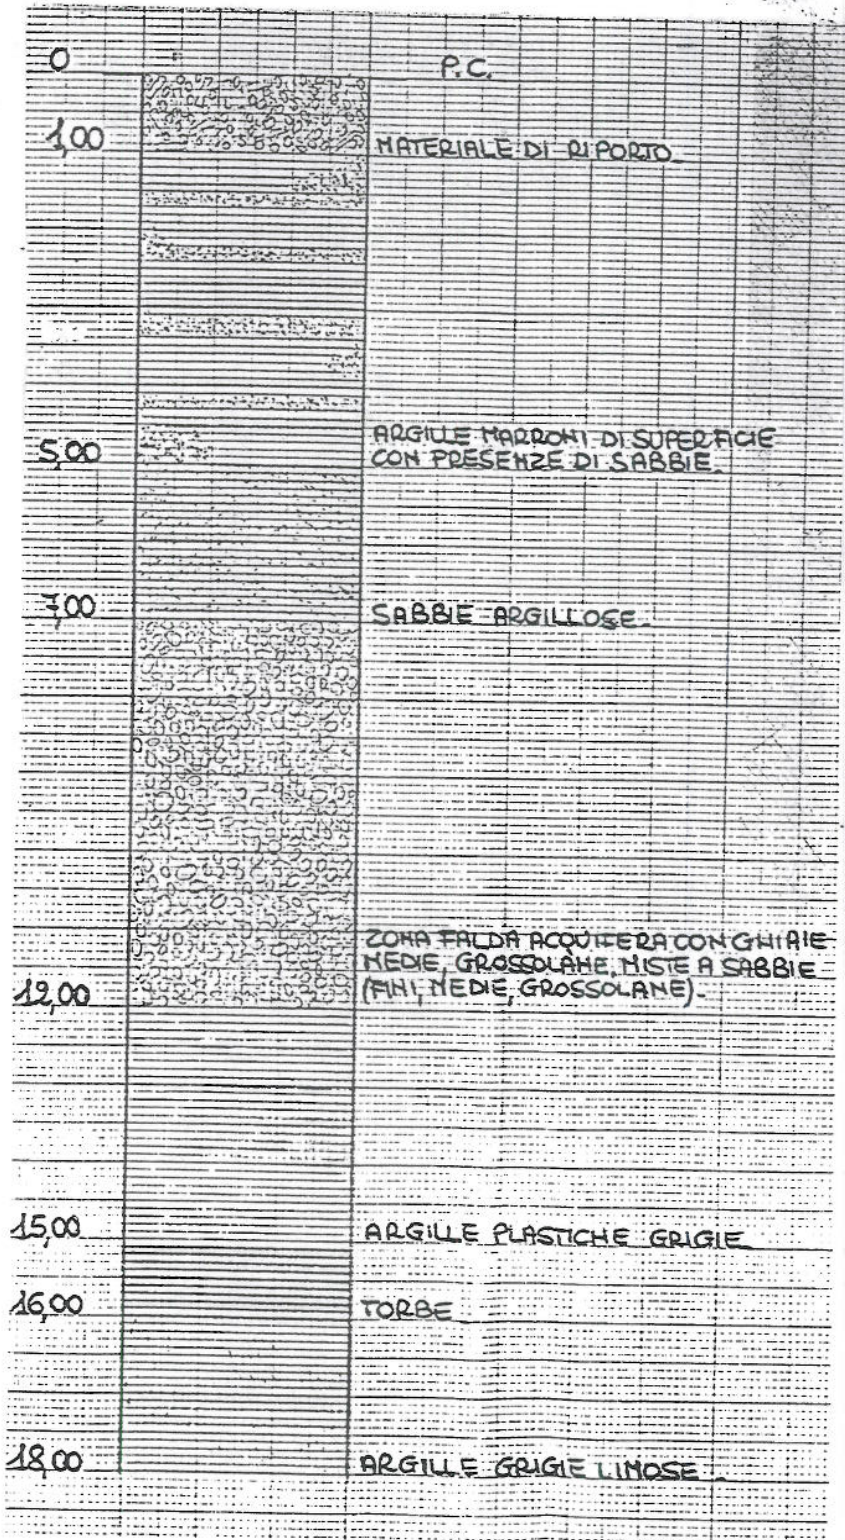 0 P.C.
1,00 MATERIALE DI RIPORTO
ARGILLE MARRONI DI SUPERFICIE
5,00 CON PRESENZE DI SABBIE.
7,00 SABBIE ARGILLOSE.
ZONA FALDA ACQUIFERA CON GHIAIE
MEDIE, GROSSOLANE, MISTE A SABBIE
12,00 (FINI, MEDIE, GROSSOLANE).
15,00 ARGILLE PLASTICHE GRIGIE
16,00 TORBE
18,00 ARGILLE GRIGIE LIMOSE